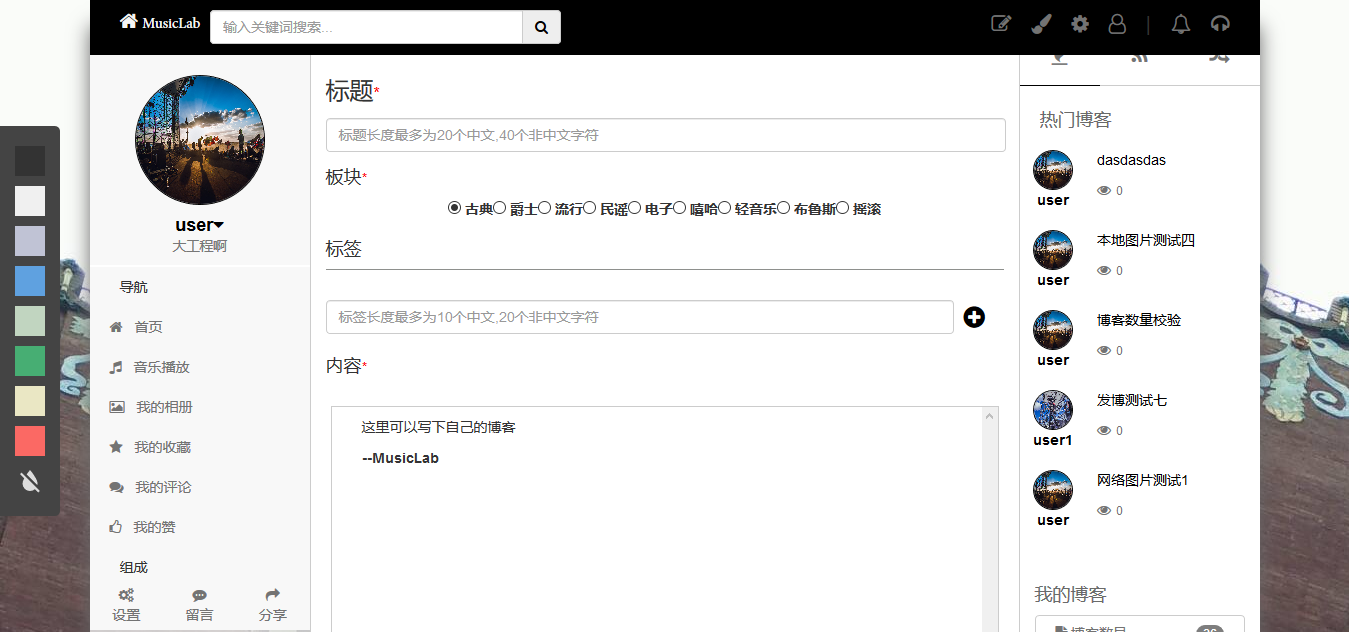 MusicLab
输入关键词搜索...
user
大工程啊
导航
首页
音乐播放
我的相册
我的收藏
我的评论
我的赞
组成
设置 留言 分享
标题*
标题长度最多为20个中文,40个非中文字符
板块*
古典 爵士 流行 民谣 电子 嘻哈 轻音乐 布鲁斯 摇滚
标签
标签长度最多为10个中文,20个非中文字符
内容*
这里可以写下自己的博客
--MusicLab
热门博客
dasdasdas
0
user
本地图片测试四
0
user
博客数量校验
0
user
发博测试七
0
user1
网络图片测试1
0
user
我的博客
博客数量